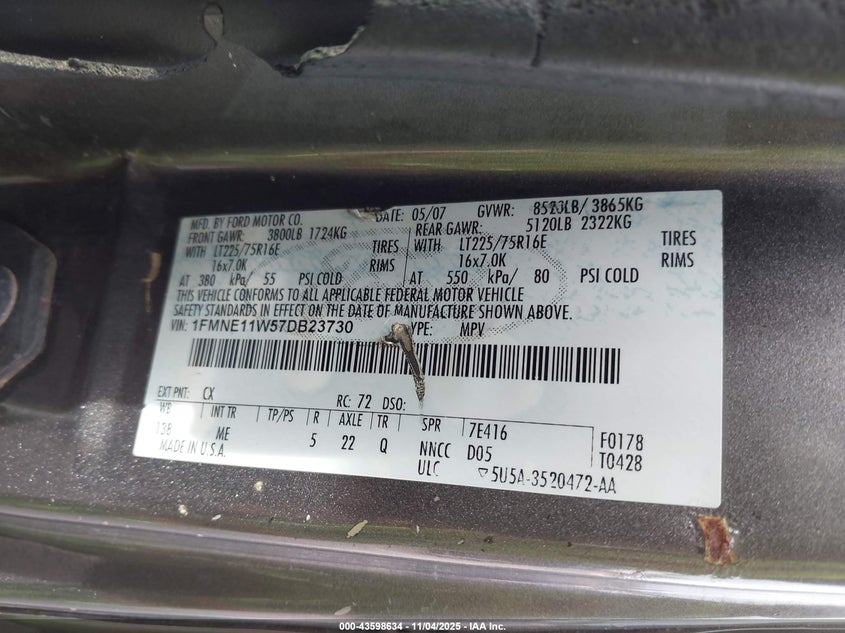 MFD. BY FORD MOTOR CO. DATE: 05/07 GVWR: 8523LB/ 3865KG
FRONT GAWR: 3800LB 1724KG REAR GAWR: 5120LB 2322KG
WITH LT225/75R16E TIRES WITH LT225/75R16E TIRES
16x7.0K RIMS 16x7.0K RIMS
AT 380 kPa/ 55 PSI COLD AT 550 kPa/ 80 PSI COLD
THIS VEHICLE CONFORMS TO ALL APPLICABLE FEDERAL MOTOR VEHICLE
SAFETY STANDARDS IN EFFECT ON THE DATE OF MANUFACTURE SHOWN ABOVE.
VIN: 1FMNE11W57DB23730 TYPE: MPV
EXT PNT: CX RC: 72 DSO:
WB INT TR TP/PS R AXLE TR SPR 7E416 F0178
138 ME 5 22 Q NNCC D05 T0428
MADE IN U.S.A. ULC 5U5A-3520472-AA
000-43598634 - 11/04/2025 - IAA Inc.